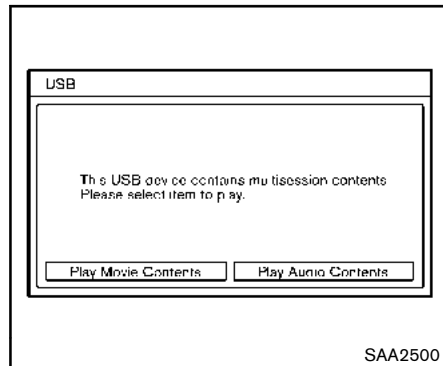 USB
This USB device contains multisession contents
Please select item to play.
Play Movie Contents
Play Audio Contents
SAA2500